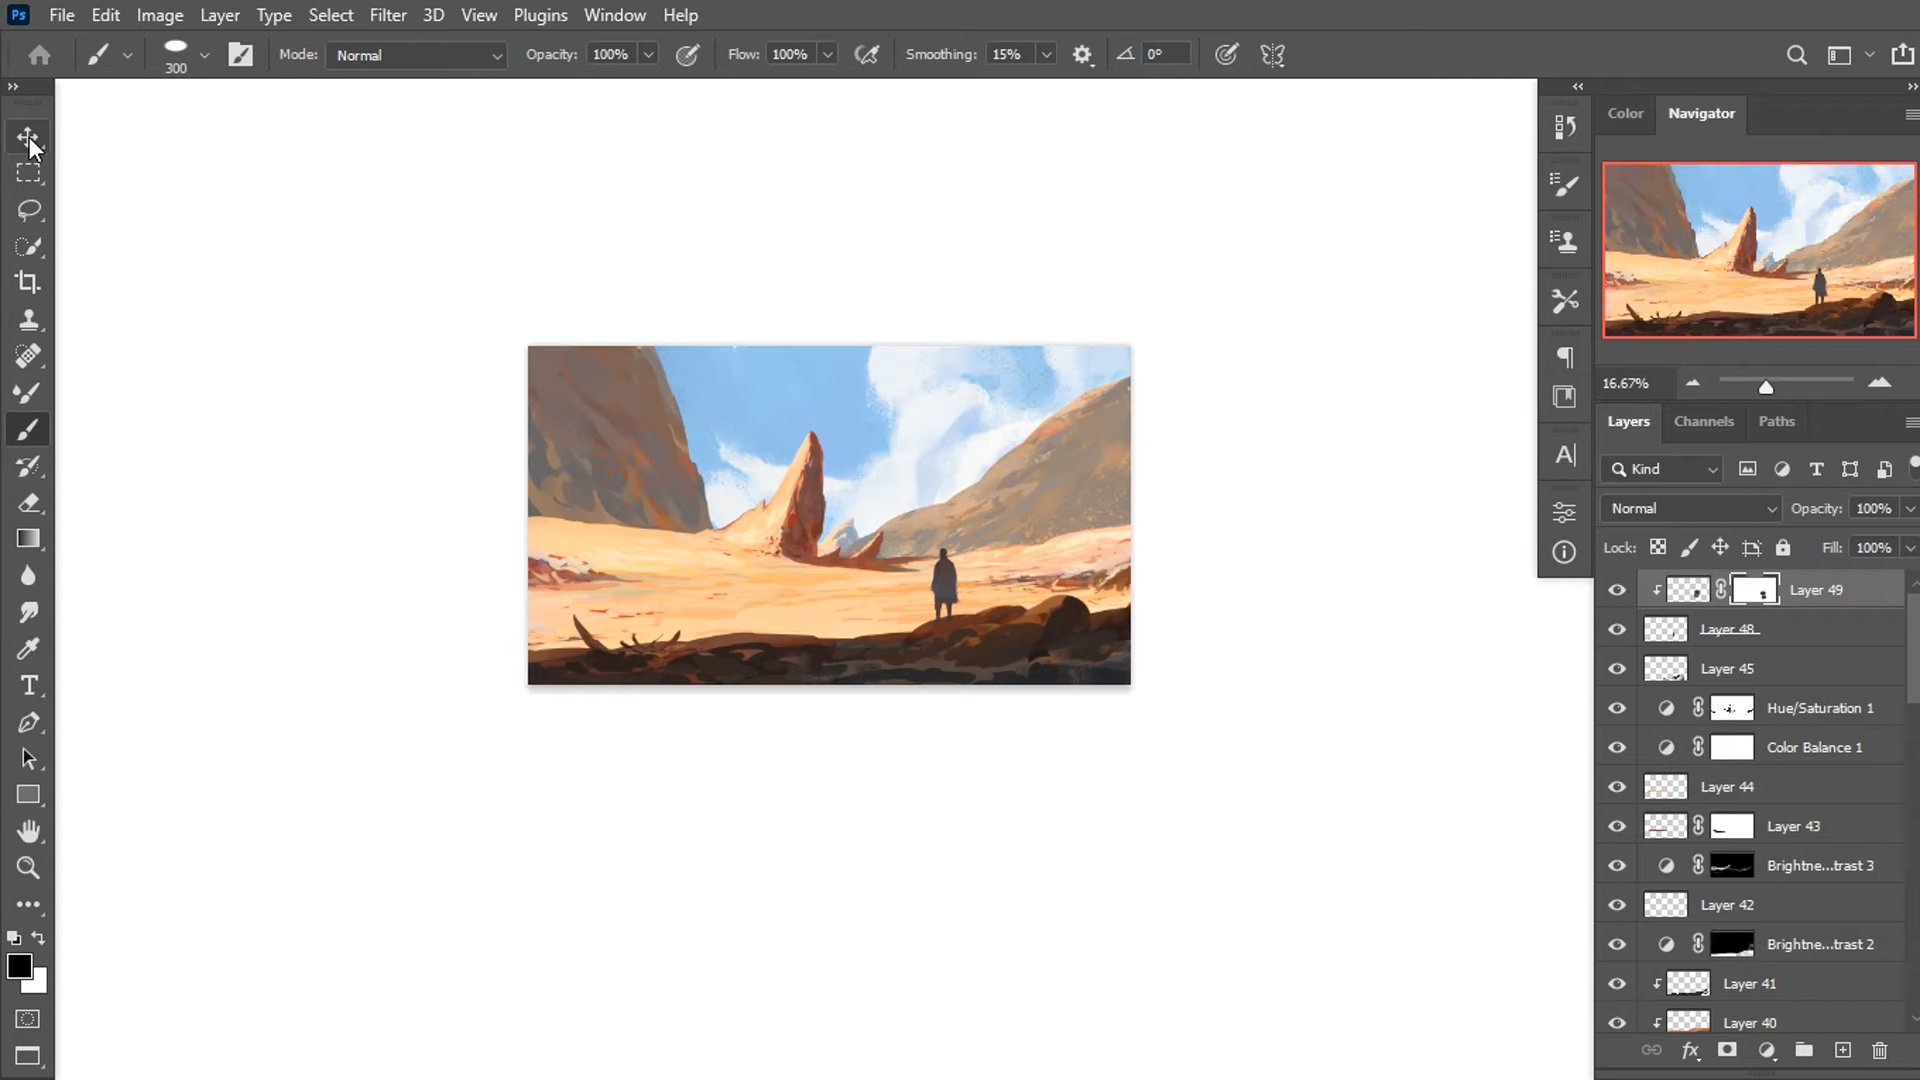 Ps File Edit Image Layer Type Select Filter 3D View Plugins Window Help
300 Mode: Normal Opacity: 100% Flow: 100% Smoothing: 15% 0°
Color Navigator
16.67%
Layers Channels Paths
Kind
Normal Opacity: 100%
Lock: Fill: 100%
Layer 49
Layer 48
Layer 45
Hue/Saturation 1
Color Balance 1
Layer 44
Layer 43
Brightne...trast 3
Layer 42
Brightne...trast 2
Layer 41
Layer 40